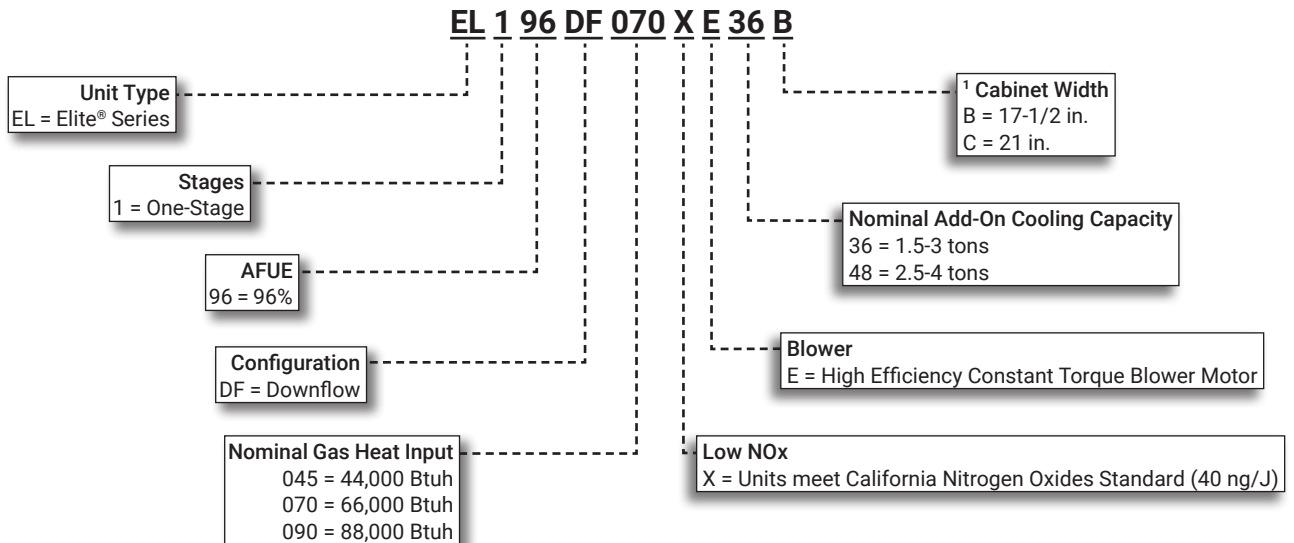 EL 1 96 DF 070 X E 36 B
Unit Type
EL = Elite® Series
Stages
1 = One-Stage
AFUE
96 = 96%
Configuration
DF = Downflow
Nominal Gas Heat Input
045 = 44,000 Btuh
070 = 66,000 Btuh
090 = 88,000 Btuh
¹ Cabinet Width
B = 17-1/2 in.
C = 21 in.
Nominal Add-On Cooling Capacity
36 = 1.5-3 tons
48 = 2.5-4 tons
Blower
E = High Efficiency Constant Torque Blower Motor
Low NOx
X = Units meet California Nitrogen Oxides Standard (40 ng/J)